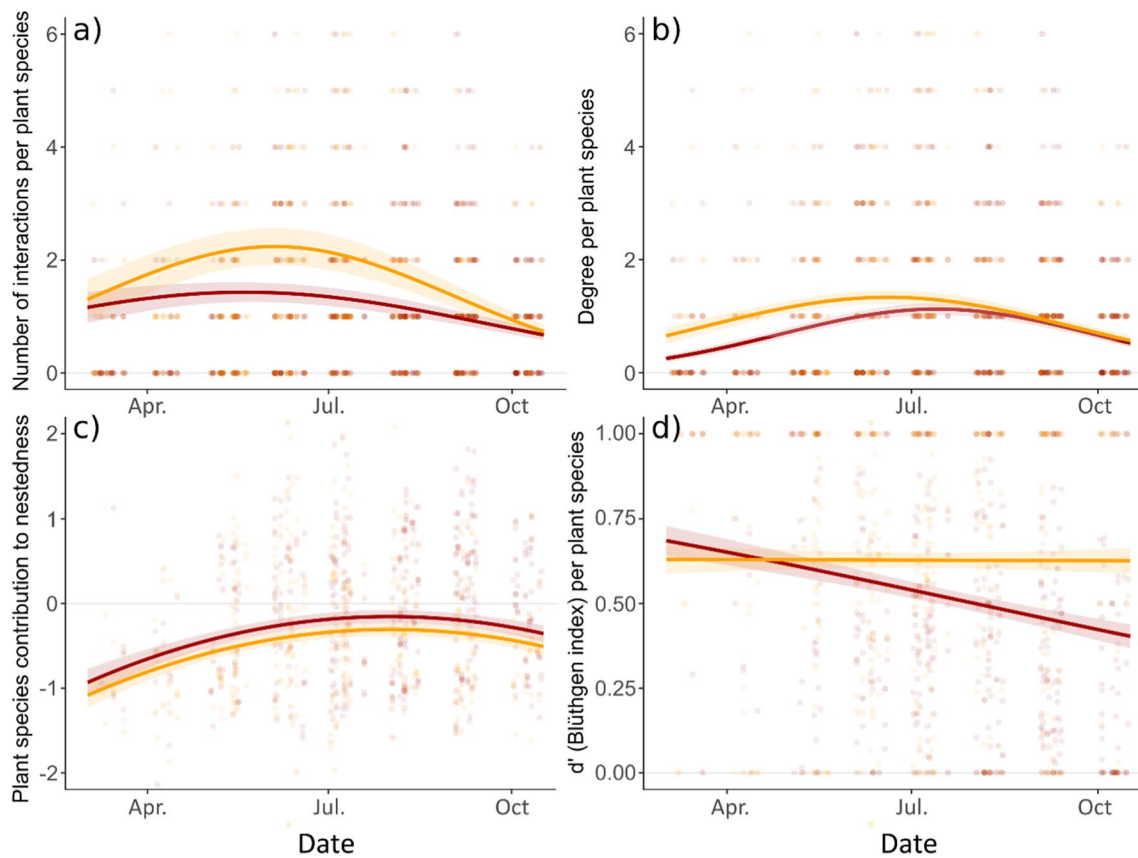 a)
Number of interactions per plant species
6
4
2
0
Apr.
Jul.
Oct
b)
Degree per plant species
6
4
2
0
Apr.
Jul.
Oct
c)
Plant species contribution to nestedness
2
1
0
-1
-2
Apr.
Jul.
Oct
Date
d)
d' (Blüthgen index) per plant species
1.00
0.75
0.50
0.25
0.00
Apr.
Jul.
Oct
Date